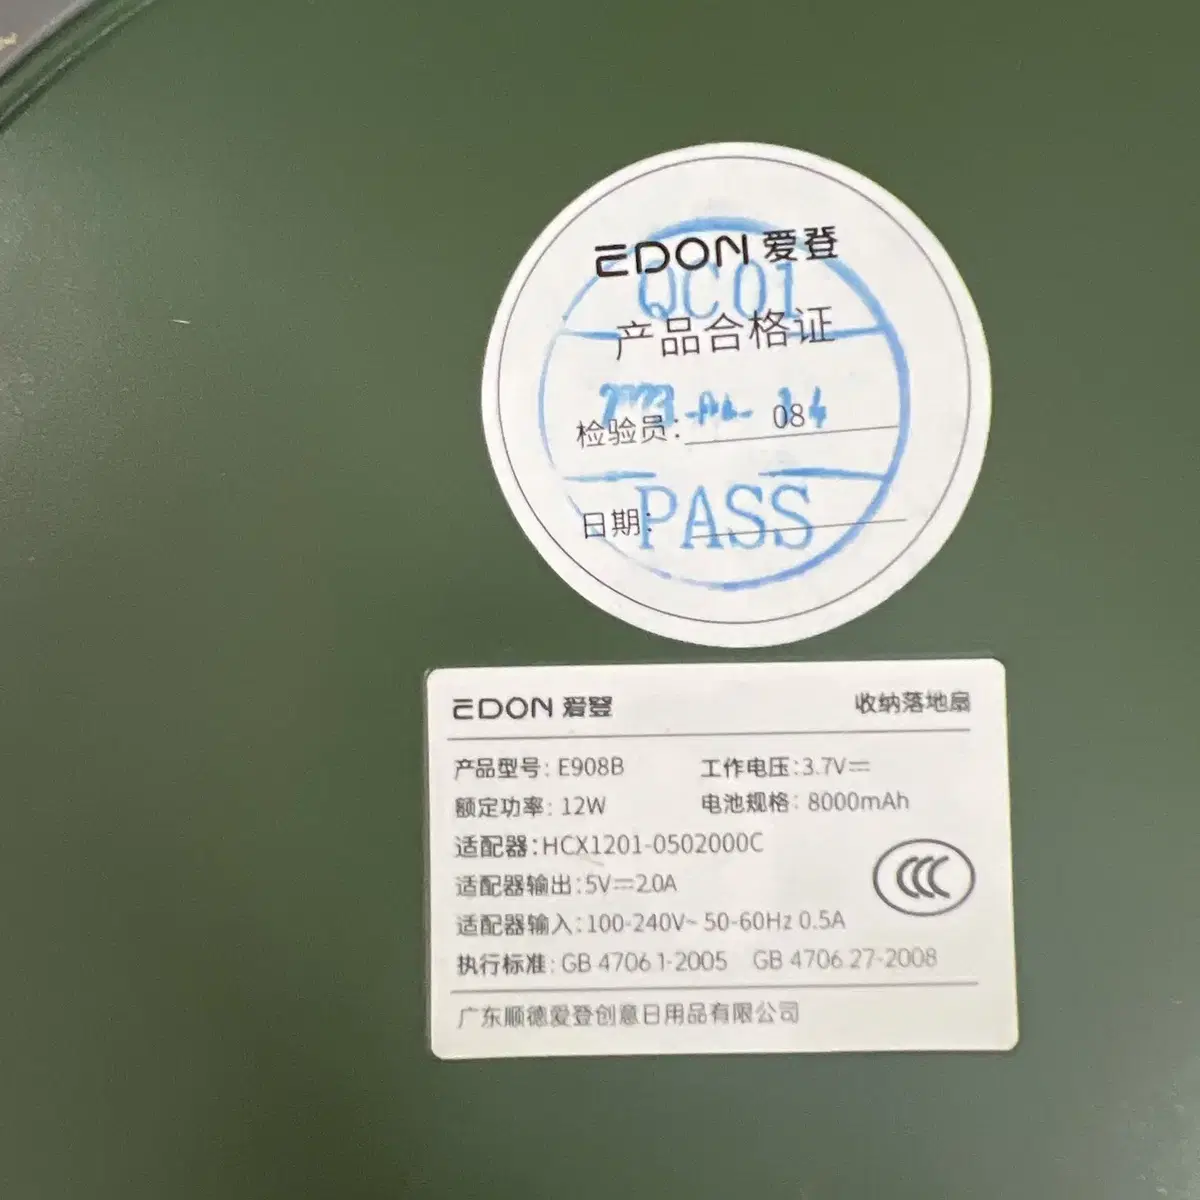 EDON 爱登
QC01
产品合格证
检验员: 08
日期:
PASS
EDON 爱登 收纳落地扇
产品型号: E908B 工作电压:3.7V⎓
额定功率: 12W 电池规格: 8000mAh
适配器:HCX1201-0502000C
适配器输出:5V⎓2.0A
适配器输入:100-240V~ 50-60Hz 0.5A
执行标准: GB 4706.1-2005 GB 4706.27-2008
广东顺德爱登创意日用品有限公司